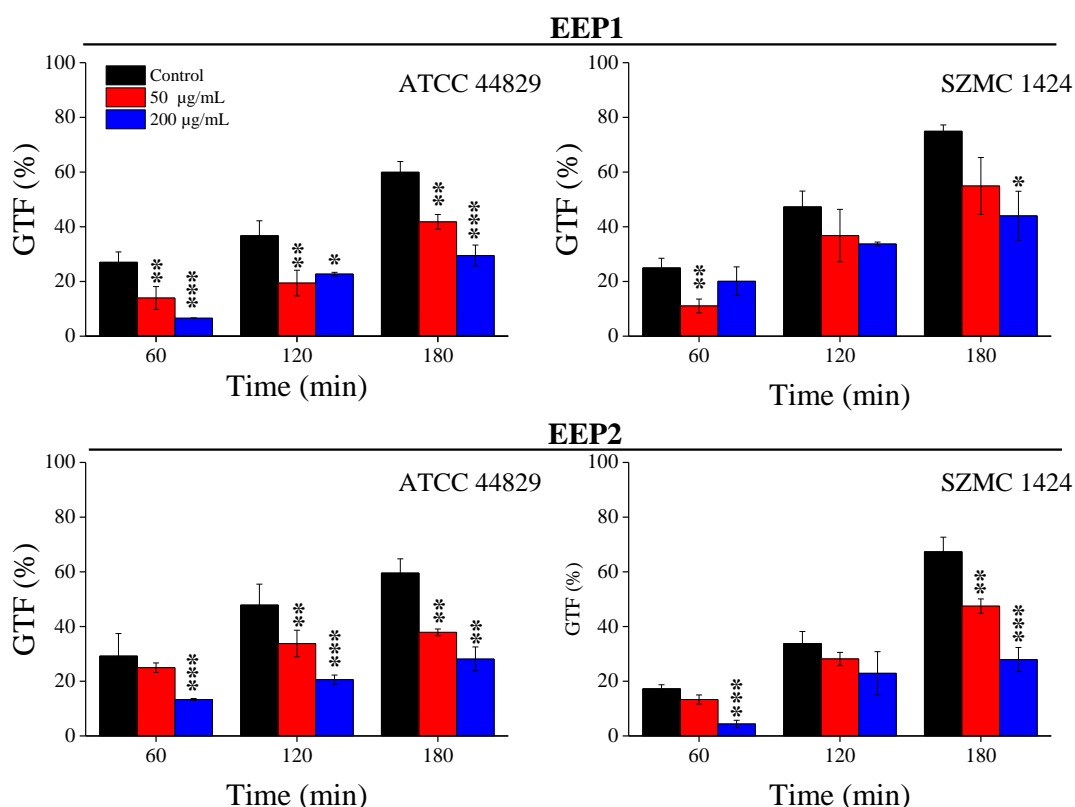 EEP1
100
80
60
40
20
0
GTF (%)
Control
50 µg/mL
200 µg/mL
ATCC 44829
**
***
**
*
**
***
60 120 180
Time (min)
100
80
60
40
20
0
GTF (%)
SZMC 1424
**
*
60 120 180
Time (min)
EEP2
100
80
60
40
20
0
GTF (%)
ATCC 44829
***
**
***
**
**
60 120 180
Time (min)
100
80
60
40
20
0
GTF (%)
SZMC 1424
***
**
***
60 120 180
Time (min)